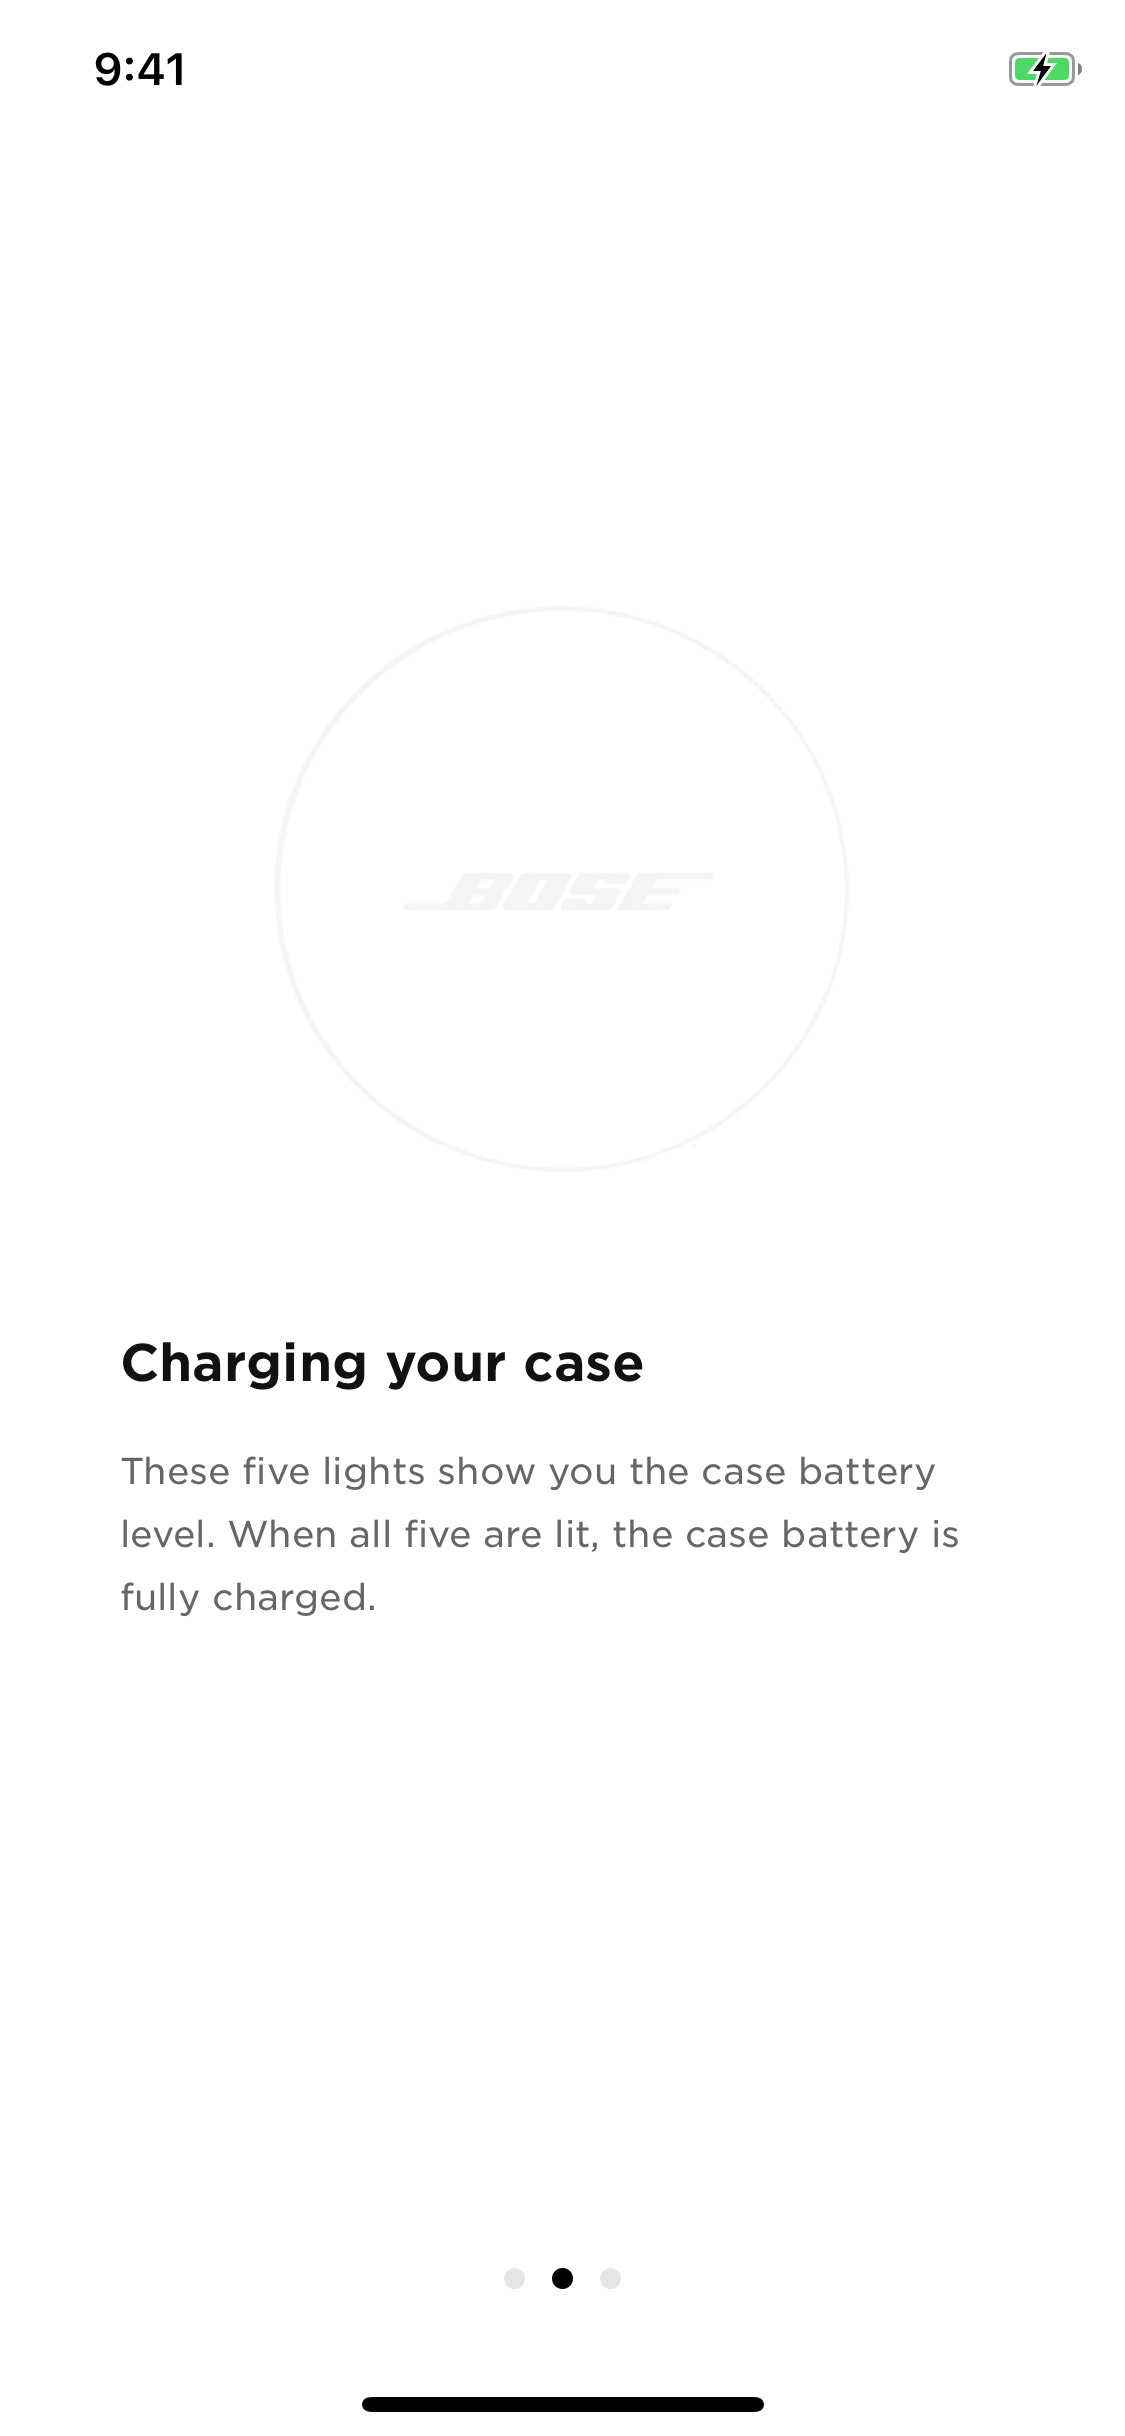 9:41
BOSE
Charging your case
These five lights show you the case battery
level. When all five are lit, the case battery is
fully charged.